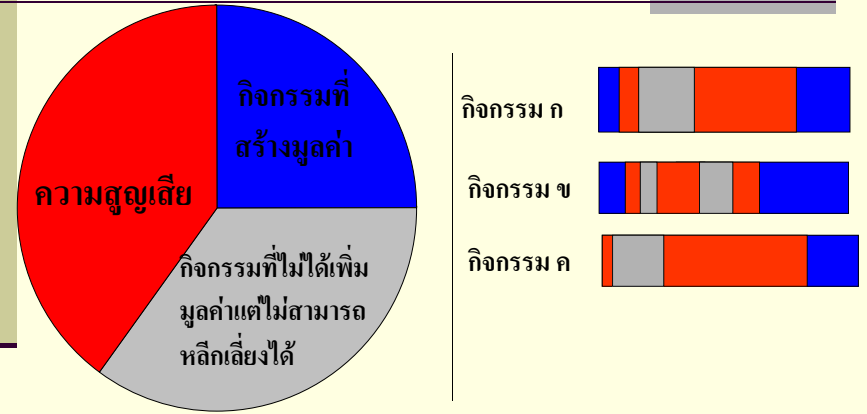 กิจกรรมที่
สร้างมูลค่า
ความสูญเสีย
กิจกรรมที่ไม่ได้เพิ่ม
มูลค่าแต่ไม่สามารถ
หลีกเลี่ยงได้
กิจกรรม ก
กิจกรรม ข
กิจกรรม ค